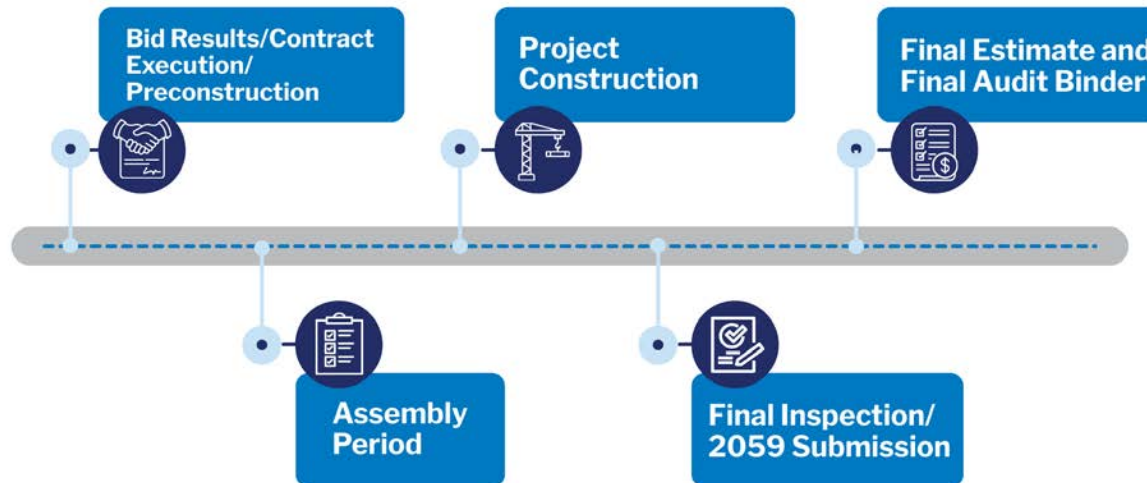 Bid Results/Contract
Execution/
Preconstruction
Assembly
Period
Project
Construction
Final Inspection/
2059 Submission
Final Estimate and
Final Audit Binder
$